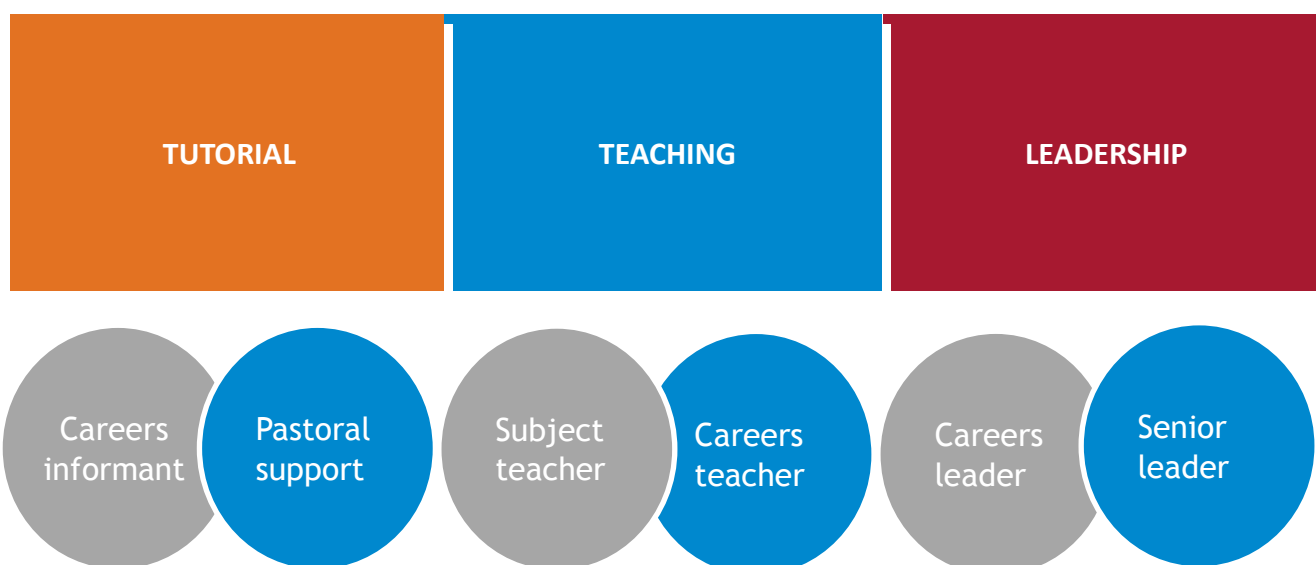 TUTORIAL
TEACHING
LEADERSHIP
Careers
informant
Pastoral
support
Subject
teacher
Careers
teacher
Careers
leader
Senior
leader